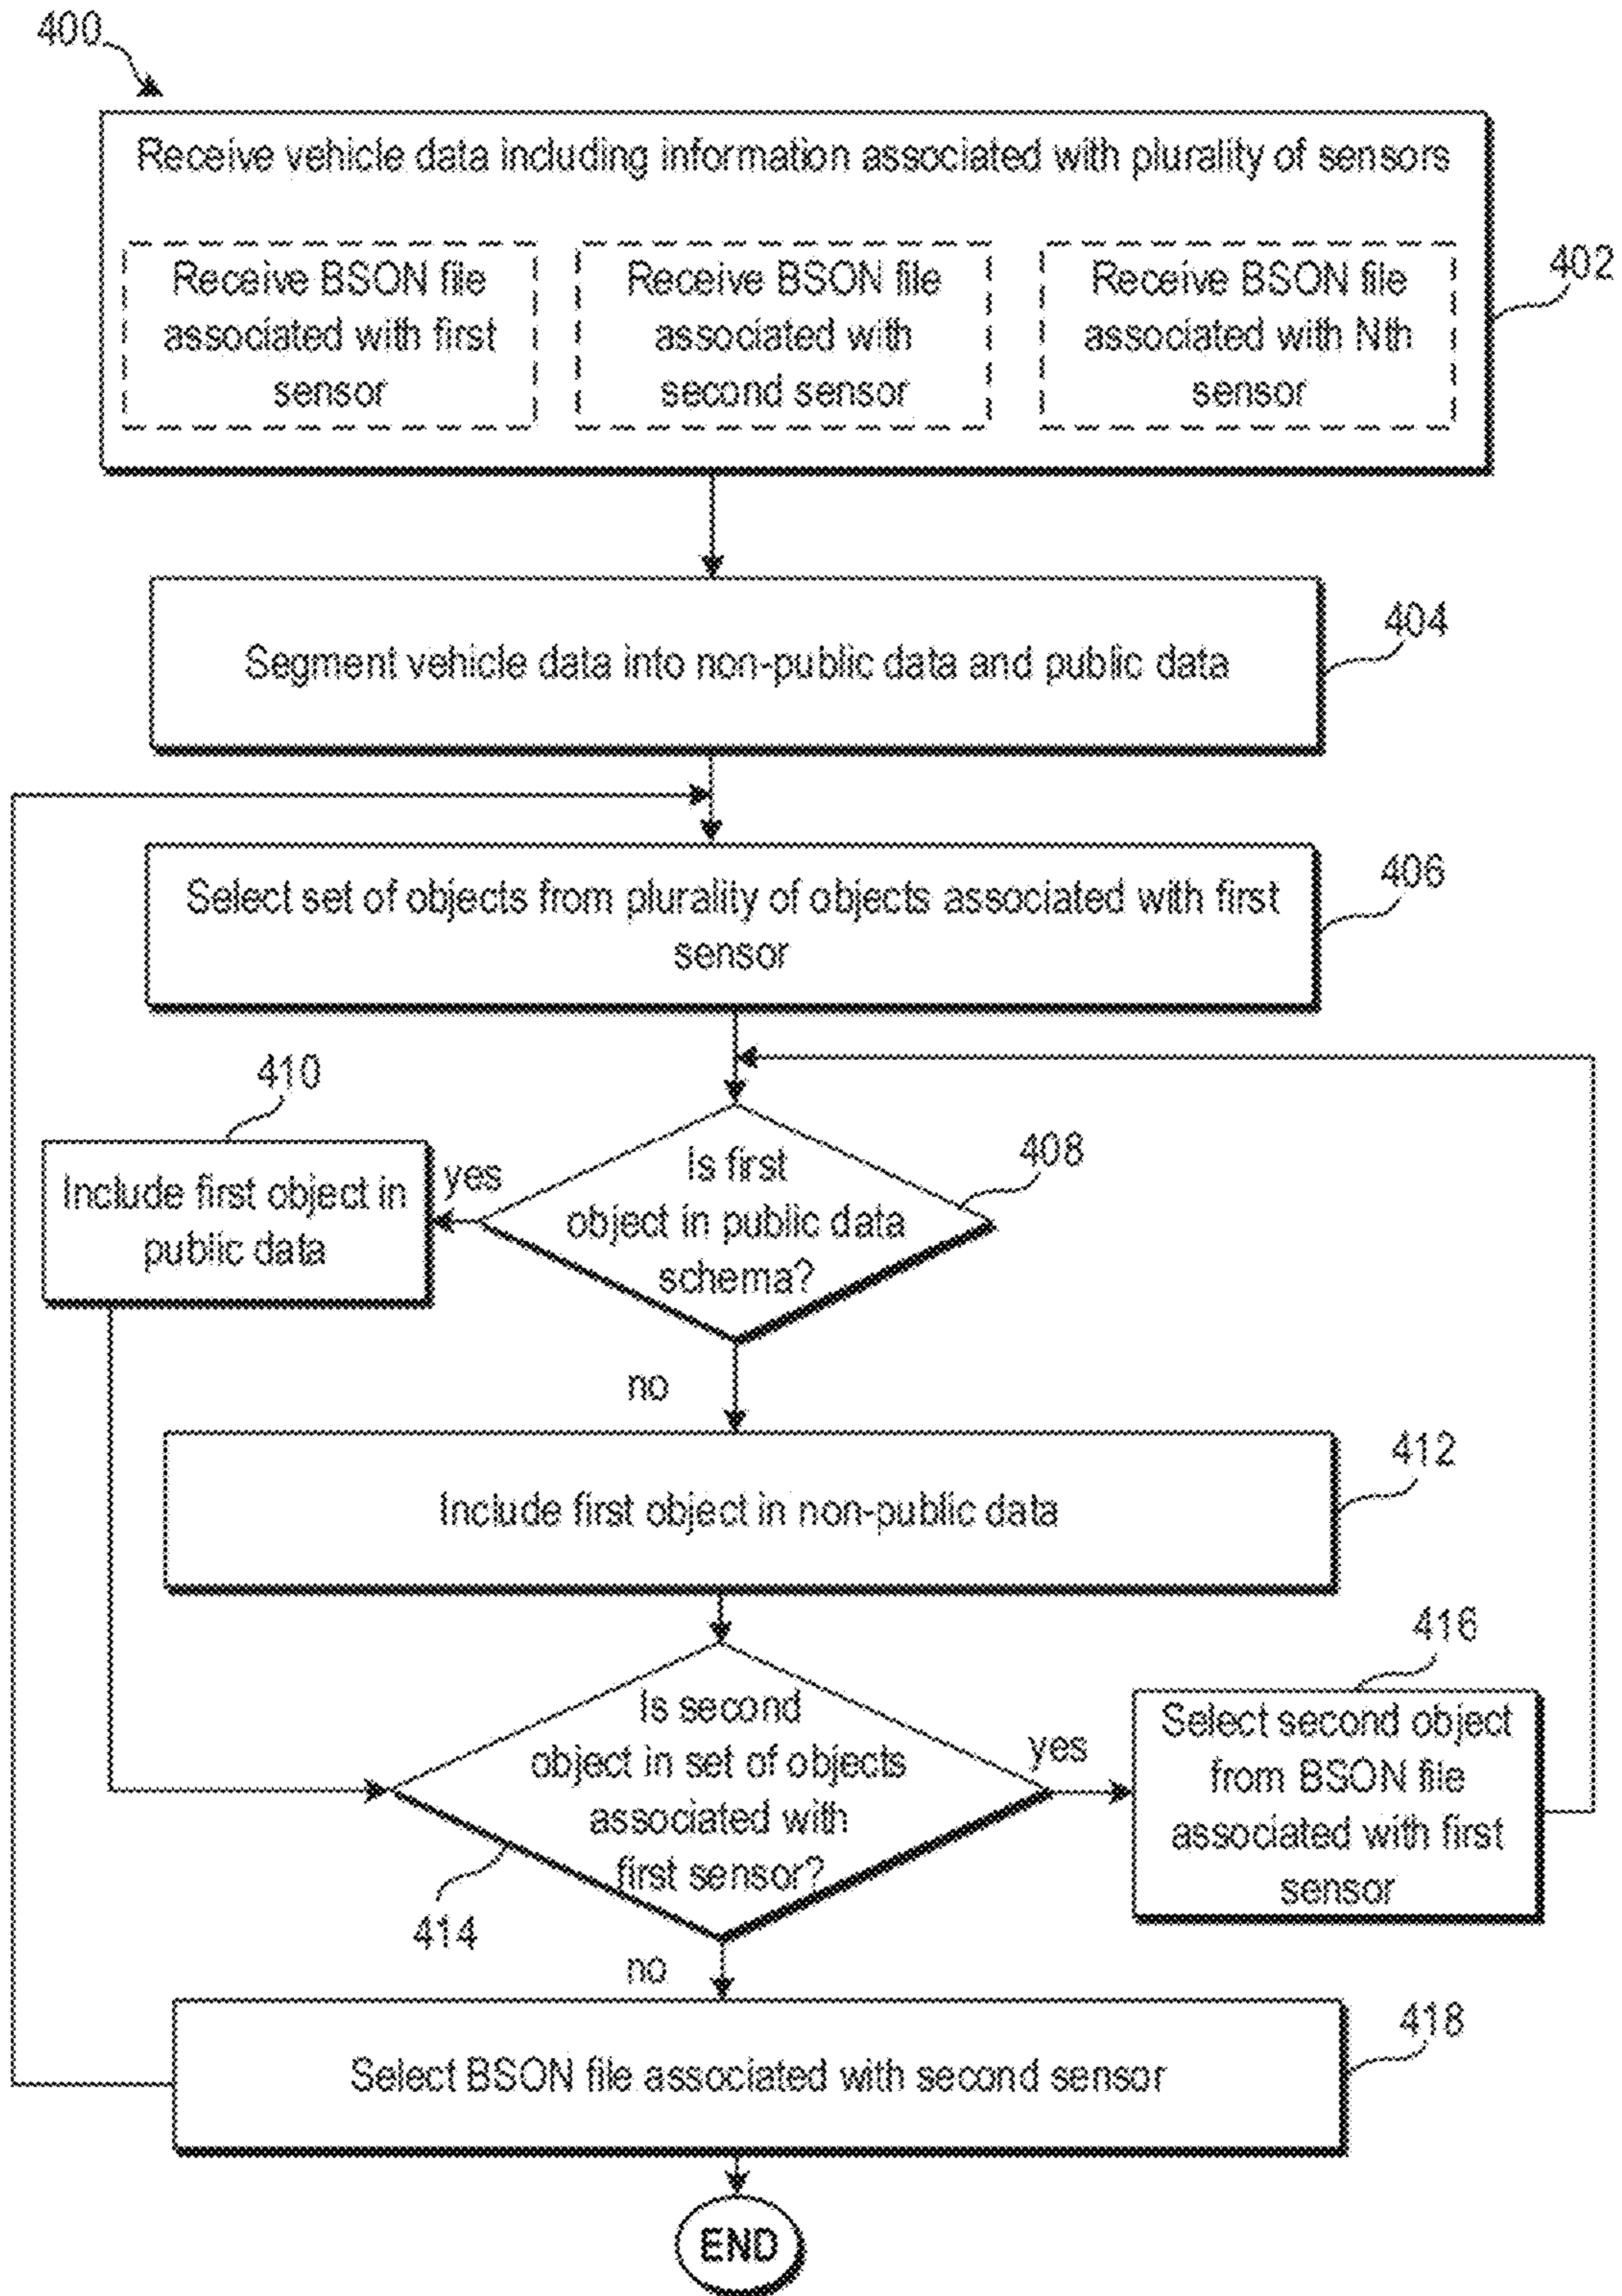 400
Receive vehicle data including information associated with plurality of sensors
Receive BSON file
associated with first
sensor
Receive BSON file
associated with
second sensor
Receive BSON file
associated with Nth
sensor
402
Segment vehicle data into non-public data and public data
404
Select set of objects from plurality of objects associated with first
sensor
406
410
Include first object in
public data
yes
Is first
object in public data
schema?
408
no
Include first object in non-public data
412
Is second
object in set of objects
associated with
first sensor?
414
yes
416
Select second object
from BSON file
associated with first
sensor
no
Select BSON file associated with second sensor
418
END